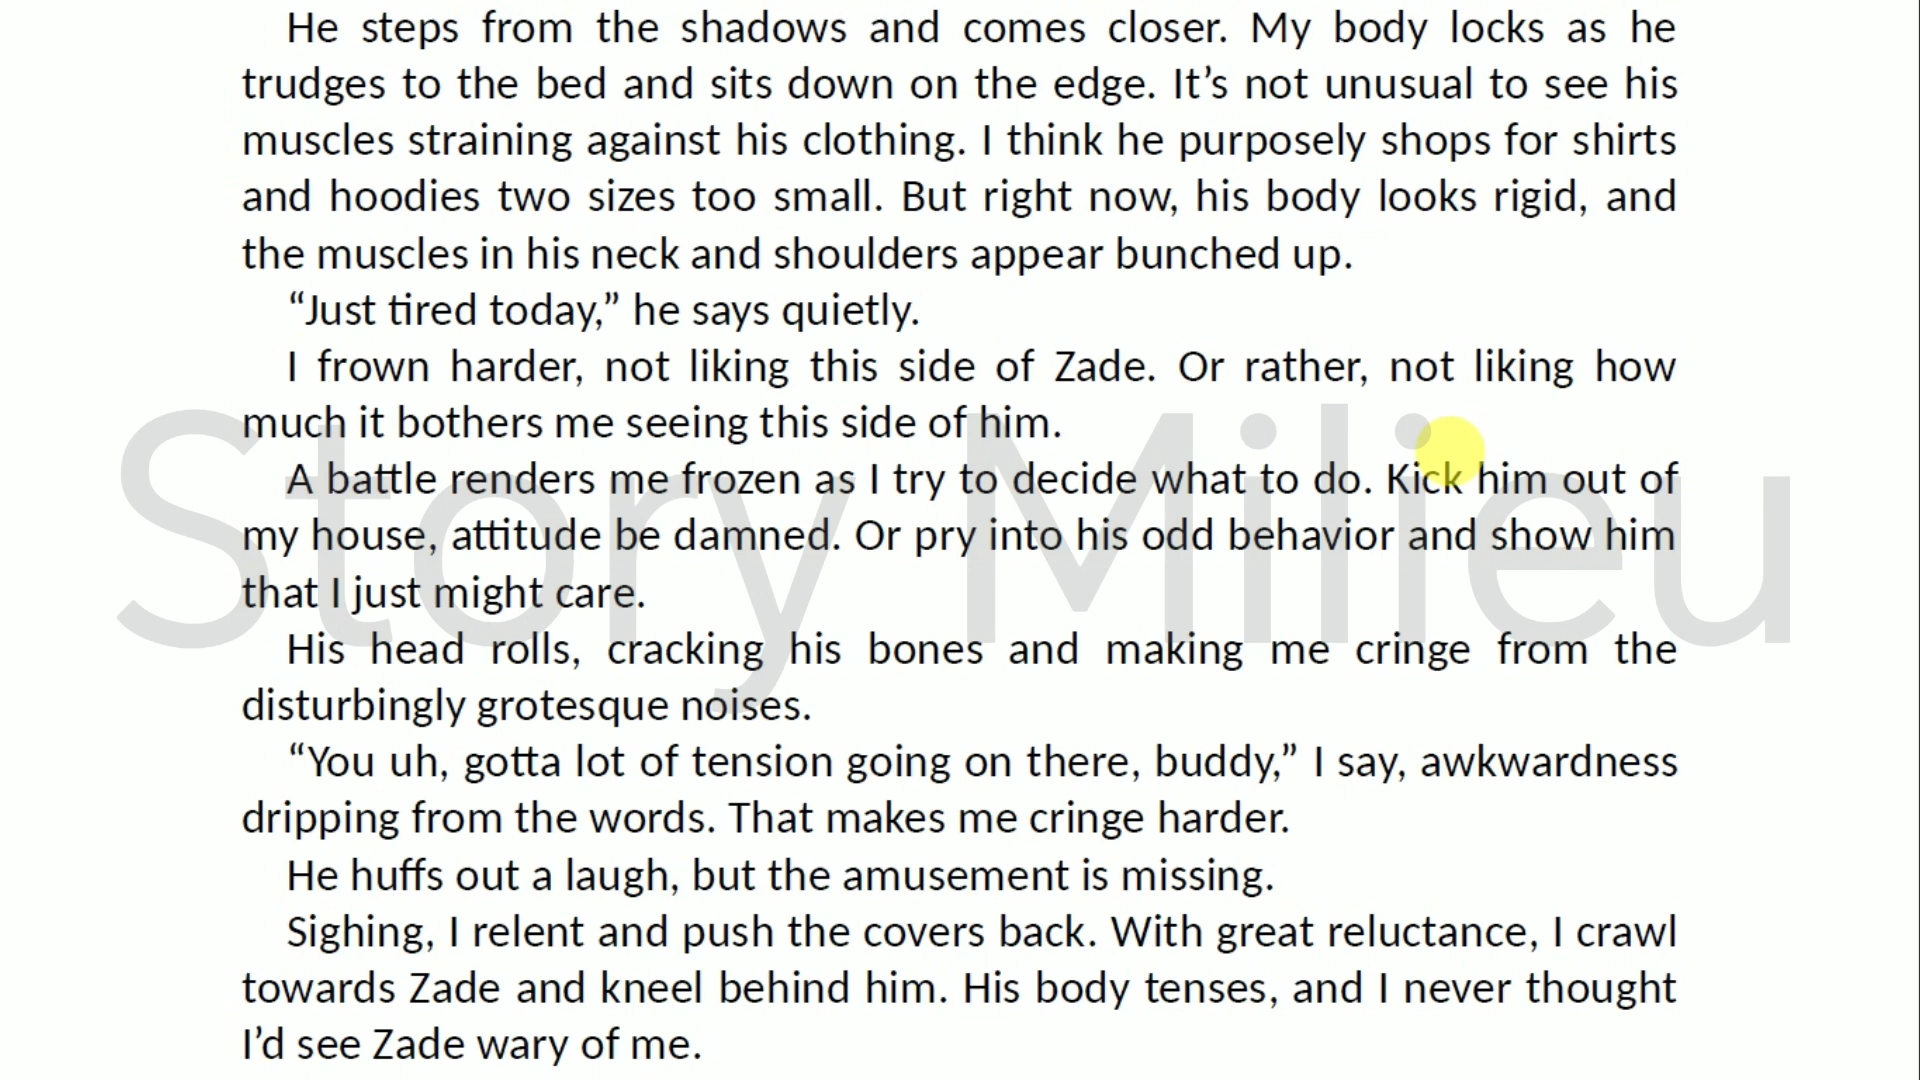 He steps from the shadows and comes closer. My body locks as he
trudges to the bed and sits down on the edge. It’s not unusual to see his
muscles straining against his clothing. I think he purposely shops for shirts
and hoodies two sizes too small. But right now, his body looks rigid, and
the muscles in his neck and shoulders appear bunched up.
“Just tired today,” he says quietly.
I frown harder, not liking this side of Zade. Or rather, not liking how
much it bothers me seeing this side of him.
A battle renders me frozen as I try to decide what to do. Kick him out of
my house, attitude be damned. Or pry into his odd behavior and show him
that I just might care.
His head rolls, cracking his bones and making me cringe from the
disturbingly grotesque noises.
“You uh, gotta lot of tension going on there, buddy,” I say, awkwardness
dripping from the words. That makes me cringe harder.
He huffs out a laugh, but the amusement is missing.
Sighing, I relent and push the covers back. With great reluctance, I crawl
towards Zade and kneel behind him. His body tenses, and I never thought
I’d see Zade wary of me.
Story Milieu